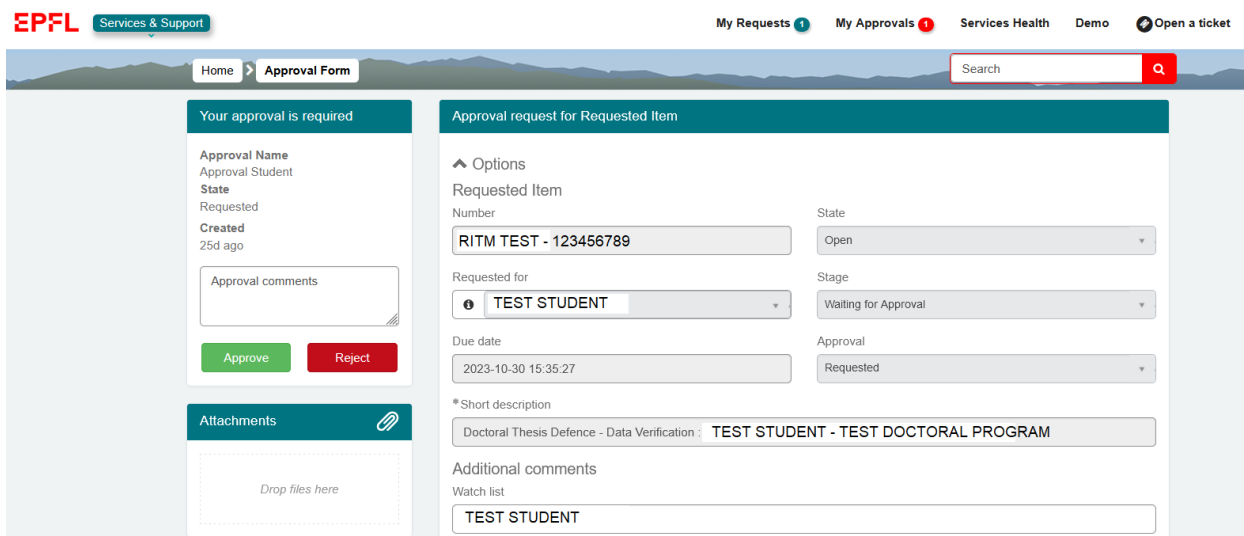 EPFL Services & Support My Requests 1 My Approvals 1 Services Health Demo Open a ticket
Home Approval Form Search
Your approval is required
Approval Name
Approval Student
State
Requested
Created
25d ago
Approval comments
Approve Reject
Attachments
Drop files here
Approval request for Requested Item
Options
Requested Item
Number State
RITM TEST - 123456789 Open
Requested for Stage
TEST STUDENT Waiting for Approval
Due date Approval
2023-10-30 15:35:27 Requested
*Short description
Doctoral Thesis Defence - Data Verification : TEST STUDENT - TEST DOCTORAL PROGRAM
Additional comments
Watch list
TEST STUDENT